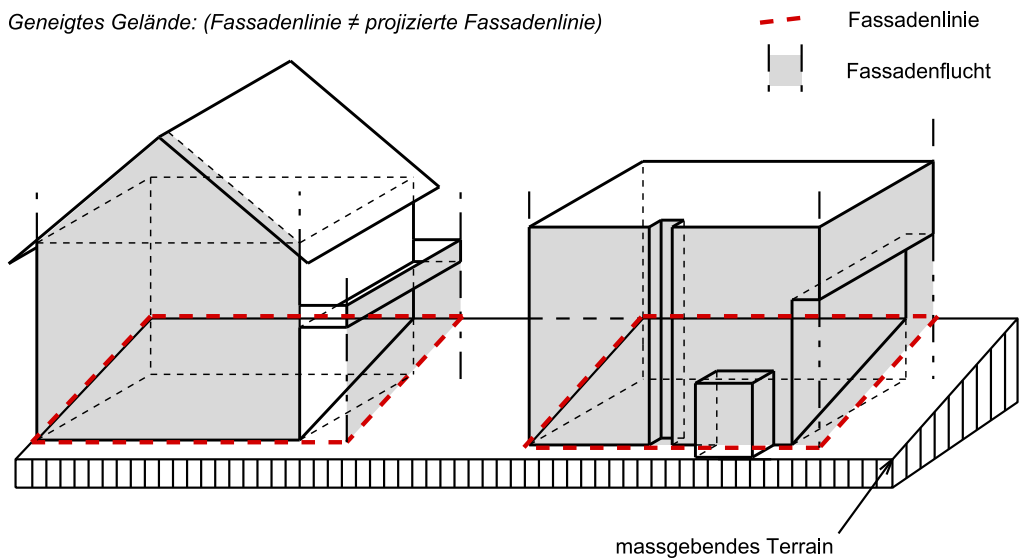 Geneigtes Gelände: (Fassadenlinie ≠ projizierte Fassadenlinie)
Fassadenlinie
Fassadenflucht
massgebendes Terrain